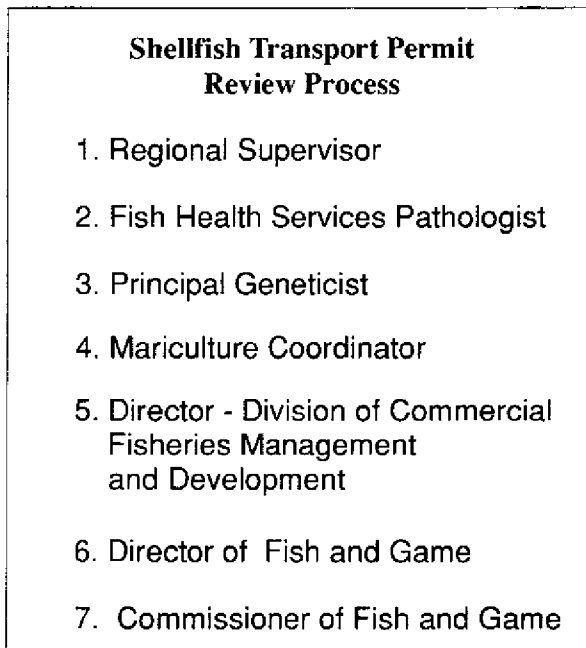 Shellfish Transport Permit
Review Process
1. Regional Supervisor
2. Fish Health Services Pathologist
3. Principal Geneticist
4. Mariculture Coordinator
5. Director - Division of Commercial
Fisheries Management
and Development
6. Director of Fish and Game
7. Commissioner of Fish and Game